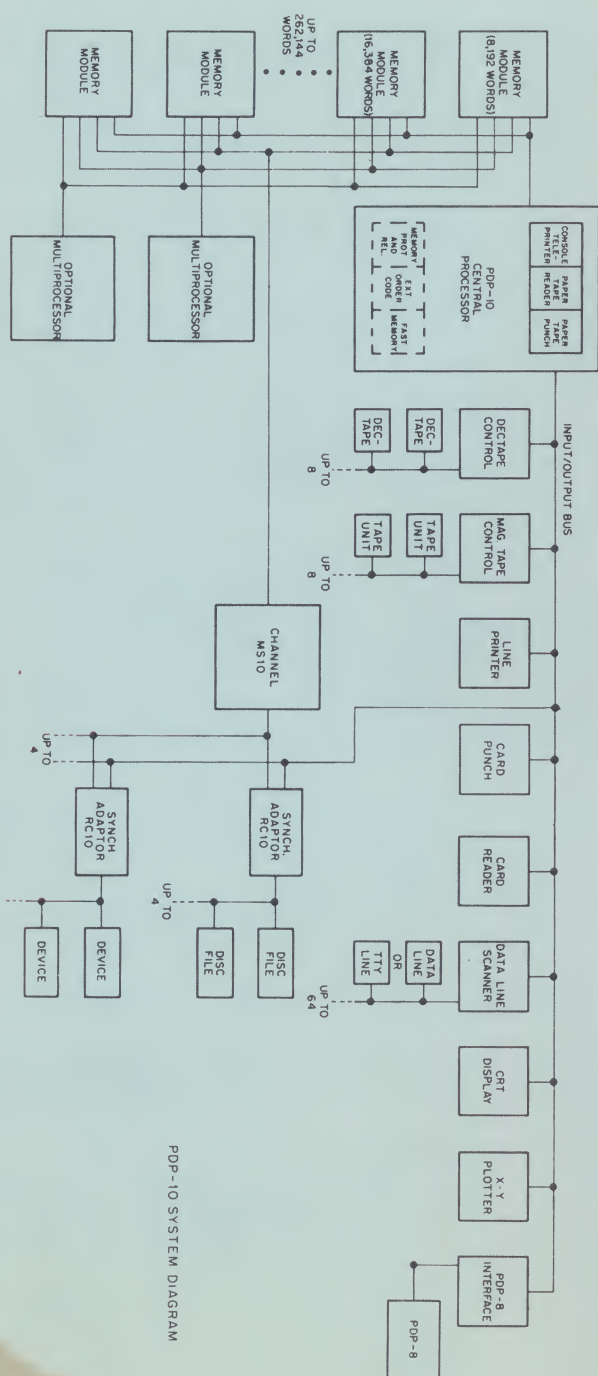 MEMORY
MODULE
(8,192 WORDS)
MEMORY
MODULE
(16,384 WORDS)
UP TO
262,144
WORDS
MEMORY
MODULE
MEMORY
MODULE
CONSOLE
TELE-
PRINTER
PAPER
TAPE
READER
PAPER
TAPE
PUNCH
PDP-10
CENTRAL
PROCESSOR
MEMORY
PROT
AND
REL.
EXT
ORDER
CODE
FAST
MEMORY
OPTIONAL
MULTIPROCESSOR
OPTIONAL
MULTIPROCESSOR
INPUT/OUTPUT BUS
DECTAPE
CONTROL
DEC-
TAPE
DEC-
TAPE
UP TO
8
MAG. TAPE
CONTROL
TAPE
UNIT
TAPE
UNIT
UP TO
8
LINE
PRINTER
CARD
PUNCH
CARD
READER
DATA LINE
SCANNER
DATA
LINE
OR
TTY
LINE
UP TO
64
CRT
DISPLAY
X-Y
PLOTTER
PDP-8
INTERFACE
PDP-8
CHANNEL
MS10
SYNCH.
ADAPTOR
RC10
DISC
FILE
DISC
FILE
UP TO
4
UP TO
4
SYNCH.
ADAPTOR
RC10
DEVICE
DEVICE
PDP-10 SYSTEM DIAGRAM